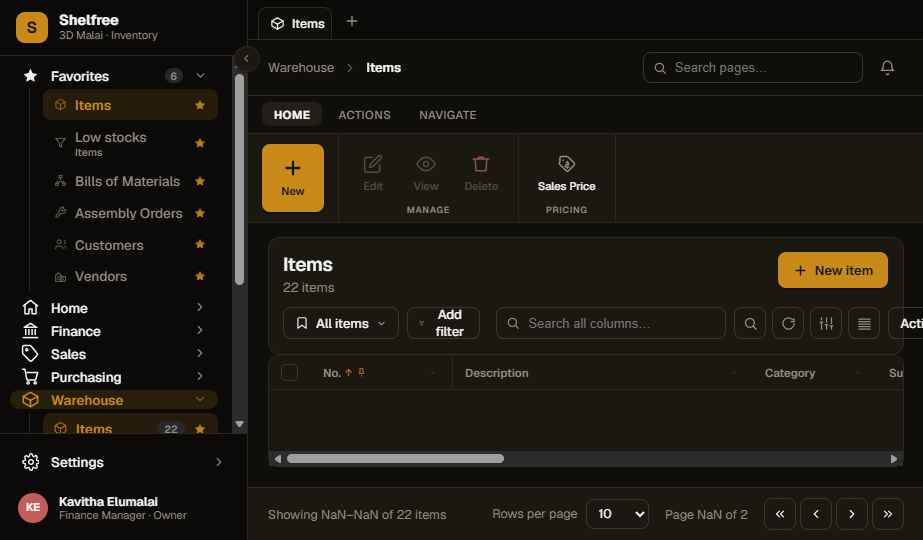 S
Shelfree
3D Malai · Inventory
Items
Favorites
6
Items
Low stocks
Items
Bills of Materials
Assembly Orders
Customers
Vendors
Home
Finance
Sales
Purchasing
Warehouse
Items 22
Settings
KE
Kavitha Elumalai
Finance Manager · Owner
Warehouse Items
Search pages...
HOME ACTIONS NAVIGATE
New
Edit View Delete
MANAGE
Sales Price
PRICING
Items
22 items
New item
All items
Add filter
Search all columns...
Acti
No. Description Category Su
Showing NaN–NaN of 22 items
Rows per page 10
Page NaN of 2